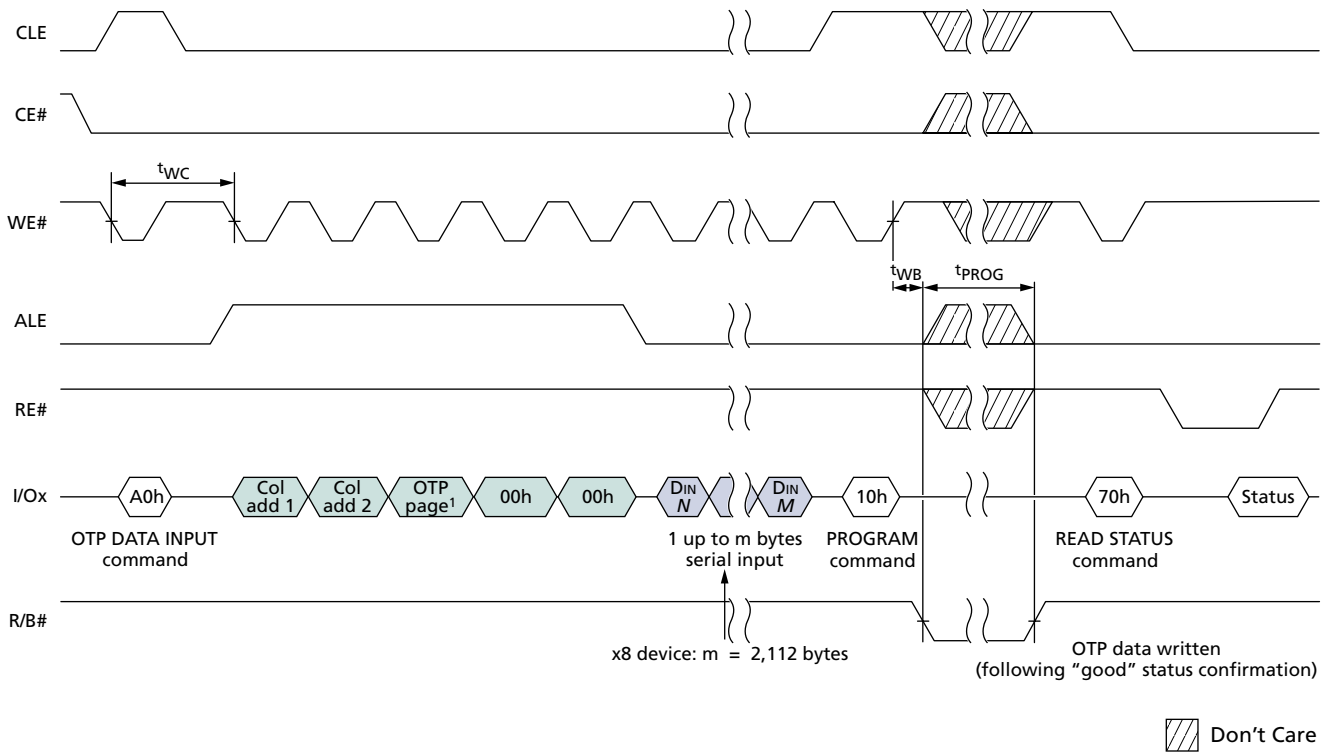 CLE
CE#
tWC
WE#
tWB
tPROG
ALE
RE#
I/Ox
A0h
Col
add 1
Col
add 2
OTP
page1
00h
00h
DIN
N
DIN
M
10h
70h
Status
OTP DATA INPUT
command
1 up to m bytes
serial input
PROGRAM
command
READ STATUS
command
R/B#
x8 device: m = 2,112 bytes
OTP data written
(following “good” status confirmation)
Don't Care